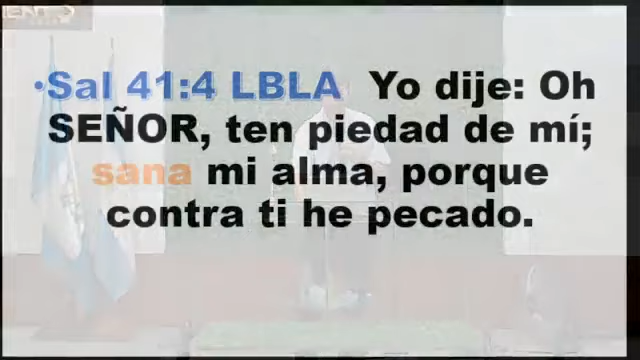 •Sal 41:4 LBLA Yo dije: Oh
SEÑOR, ten piedad de mí;
sana mi alma, porque
contra ti he pecado.